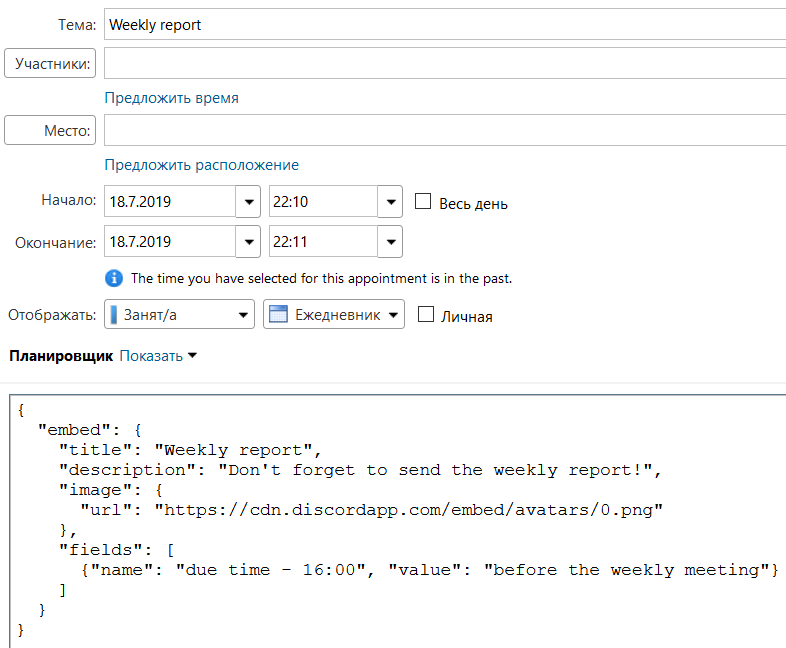 Тема: Weekly report
Участники:
Предложить время
Место:
Предложить расположение
Начало: 18.7.2019 22:10 Весь день
Окончание: 18.7.2019 22:11
The time you have selected for this appointment is in the past.
Отображать: Занят/а Ежедневник Личная
Планировщик Показать
{
  "embed": {
    "title": "Weekly report",
    "description": "Don't forget to send the weekly report!",
    "image": {
      "url": "https://cdn.discordapp.com/embed/avatars/0.png"
    },
    "fields": [
      {"name": "due time - 16:00", "value": "before the weekly meeting"}
    ]
  }
}